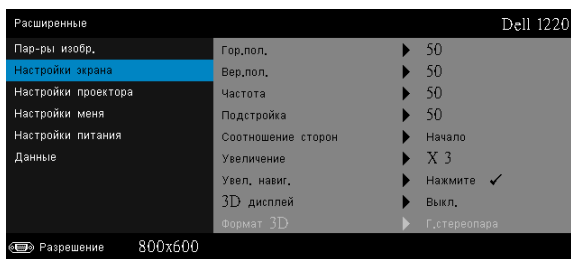 Расширенные Dell 1220
Пар-ры изобр. Гор.пол. 50
Настройки экрана Вер.пол. 50
Настройки проектора Частота 50
Настройки меня Подстройка 50
Настройки питания Соотношение сторон Начало
Данные Увеличение X 3
Увел. навиг. Нажмите ✓
3D дисплей Выкл.
Формат 3D Г.стереопара
Разрешение 800x600